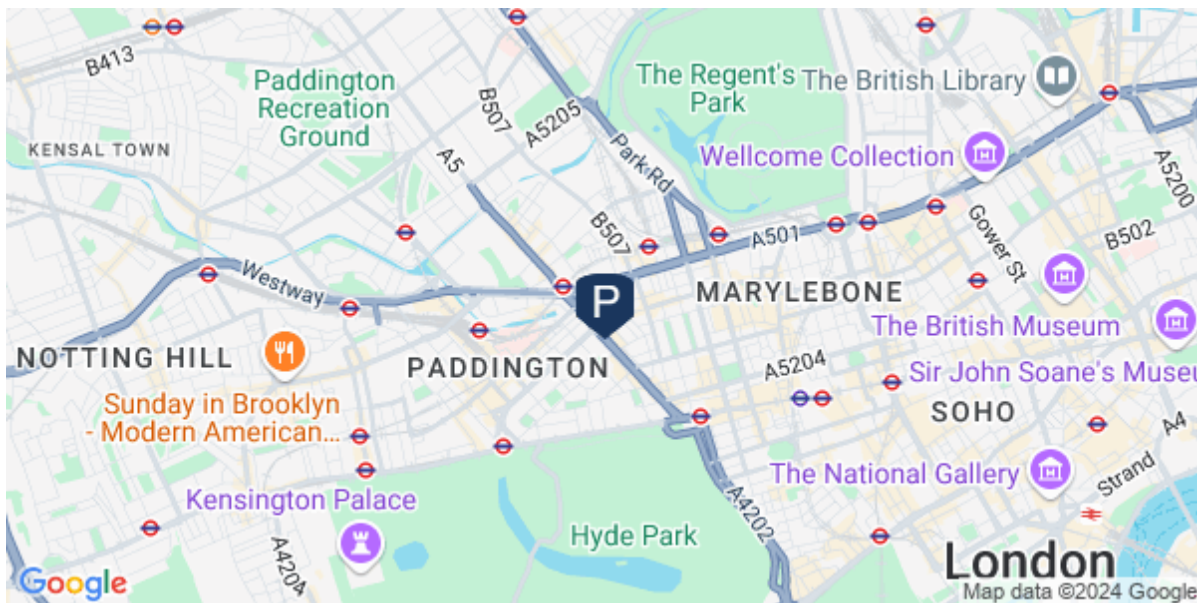 B413
Paddington
Recreation
Ground
KENSAL TOWN
B507
A5205
A5
Park Rd
The Regent's
Park
The British Library
Wellcome Collection
A5200
B507
A501
Gower St
B502
Westway
P
MARYLEBONE
The British Museum
NOTTING HILL
PADDINGTON
A5204
Sir John Soane's Museu
SOHO
Sunday in Brooklyn
- Modern American...
A4
The National Gallery
Strand
Kensington Palace
A4202
Hyde Park
A4204
London
Google
Map data ©2024 Google